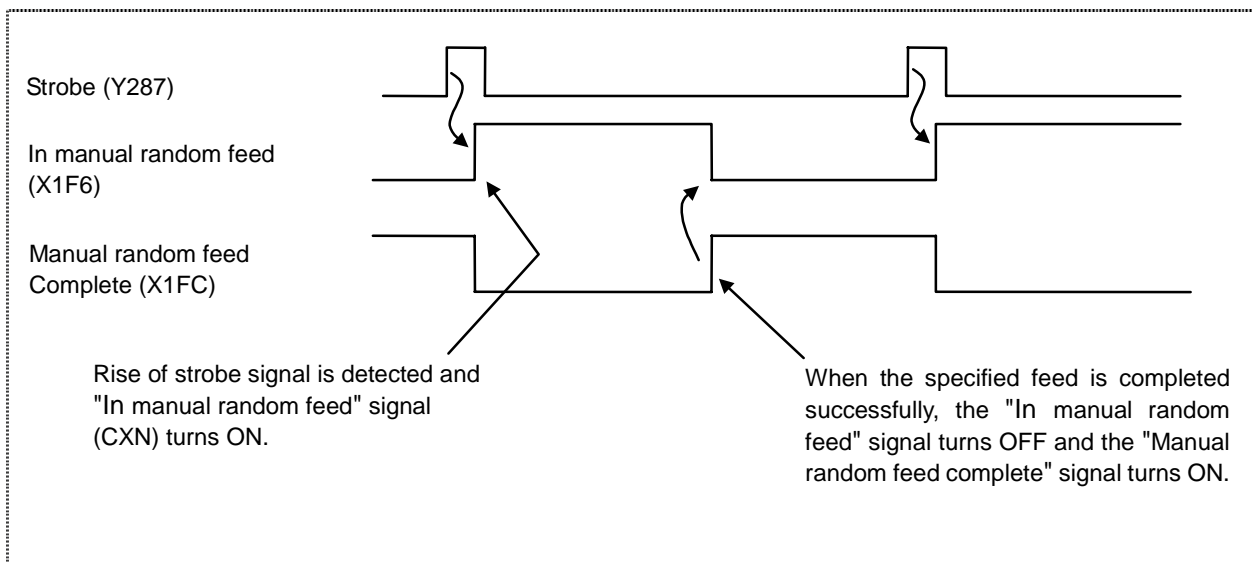 Strobe (Y287)
In manual random feed
(X1F6)
Manual random feed
Complete (X1FC)
Rise of strobe signal is detected and
"In manual random feed" signal
(CXN) turns ON.
When the specified feed is completed
successfully, the "In manual random
feed" signal turns OFF and the "Manual
random feed complete" signal turns ON.